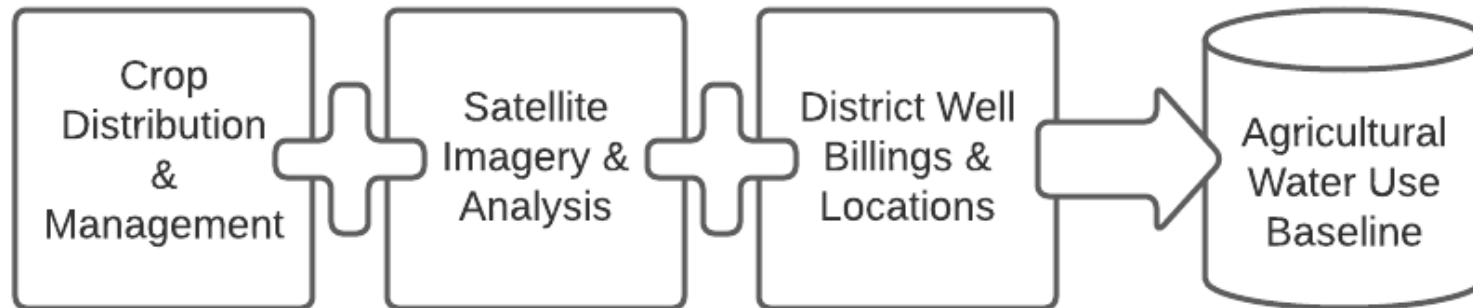 Crop
Distribution
&
Management
Satellite
Imagery &
Analysis
District Well
Billings &
Locations
Agricultural
Water Use
Baseline